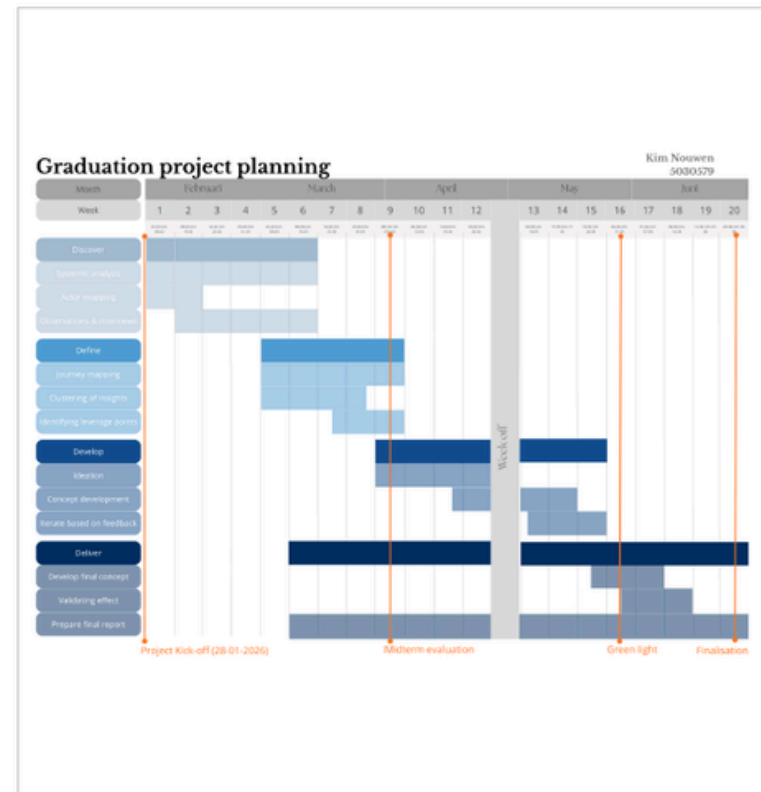 Graduation project planning
Kim Nouwen
5030579
Month Februari March April May Juni
Week 1 2 3 4 5 6 7 8 9 10 11 12 13 14 15 16 17 18 19 20
Discover
Systemic analysis
Actor mapping
Observations & interviews
Define
Journey mapping
Clustering of insights
Identifying leverage points
Develop
Week off
Ideation
Concept development
Iterate based on feedback
Deliver
Develop final concept
Validating effect
Prepare final report
Project Kick-off (28-01-2026) Midterm evaluation Green light Finalisation